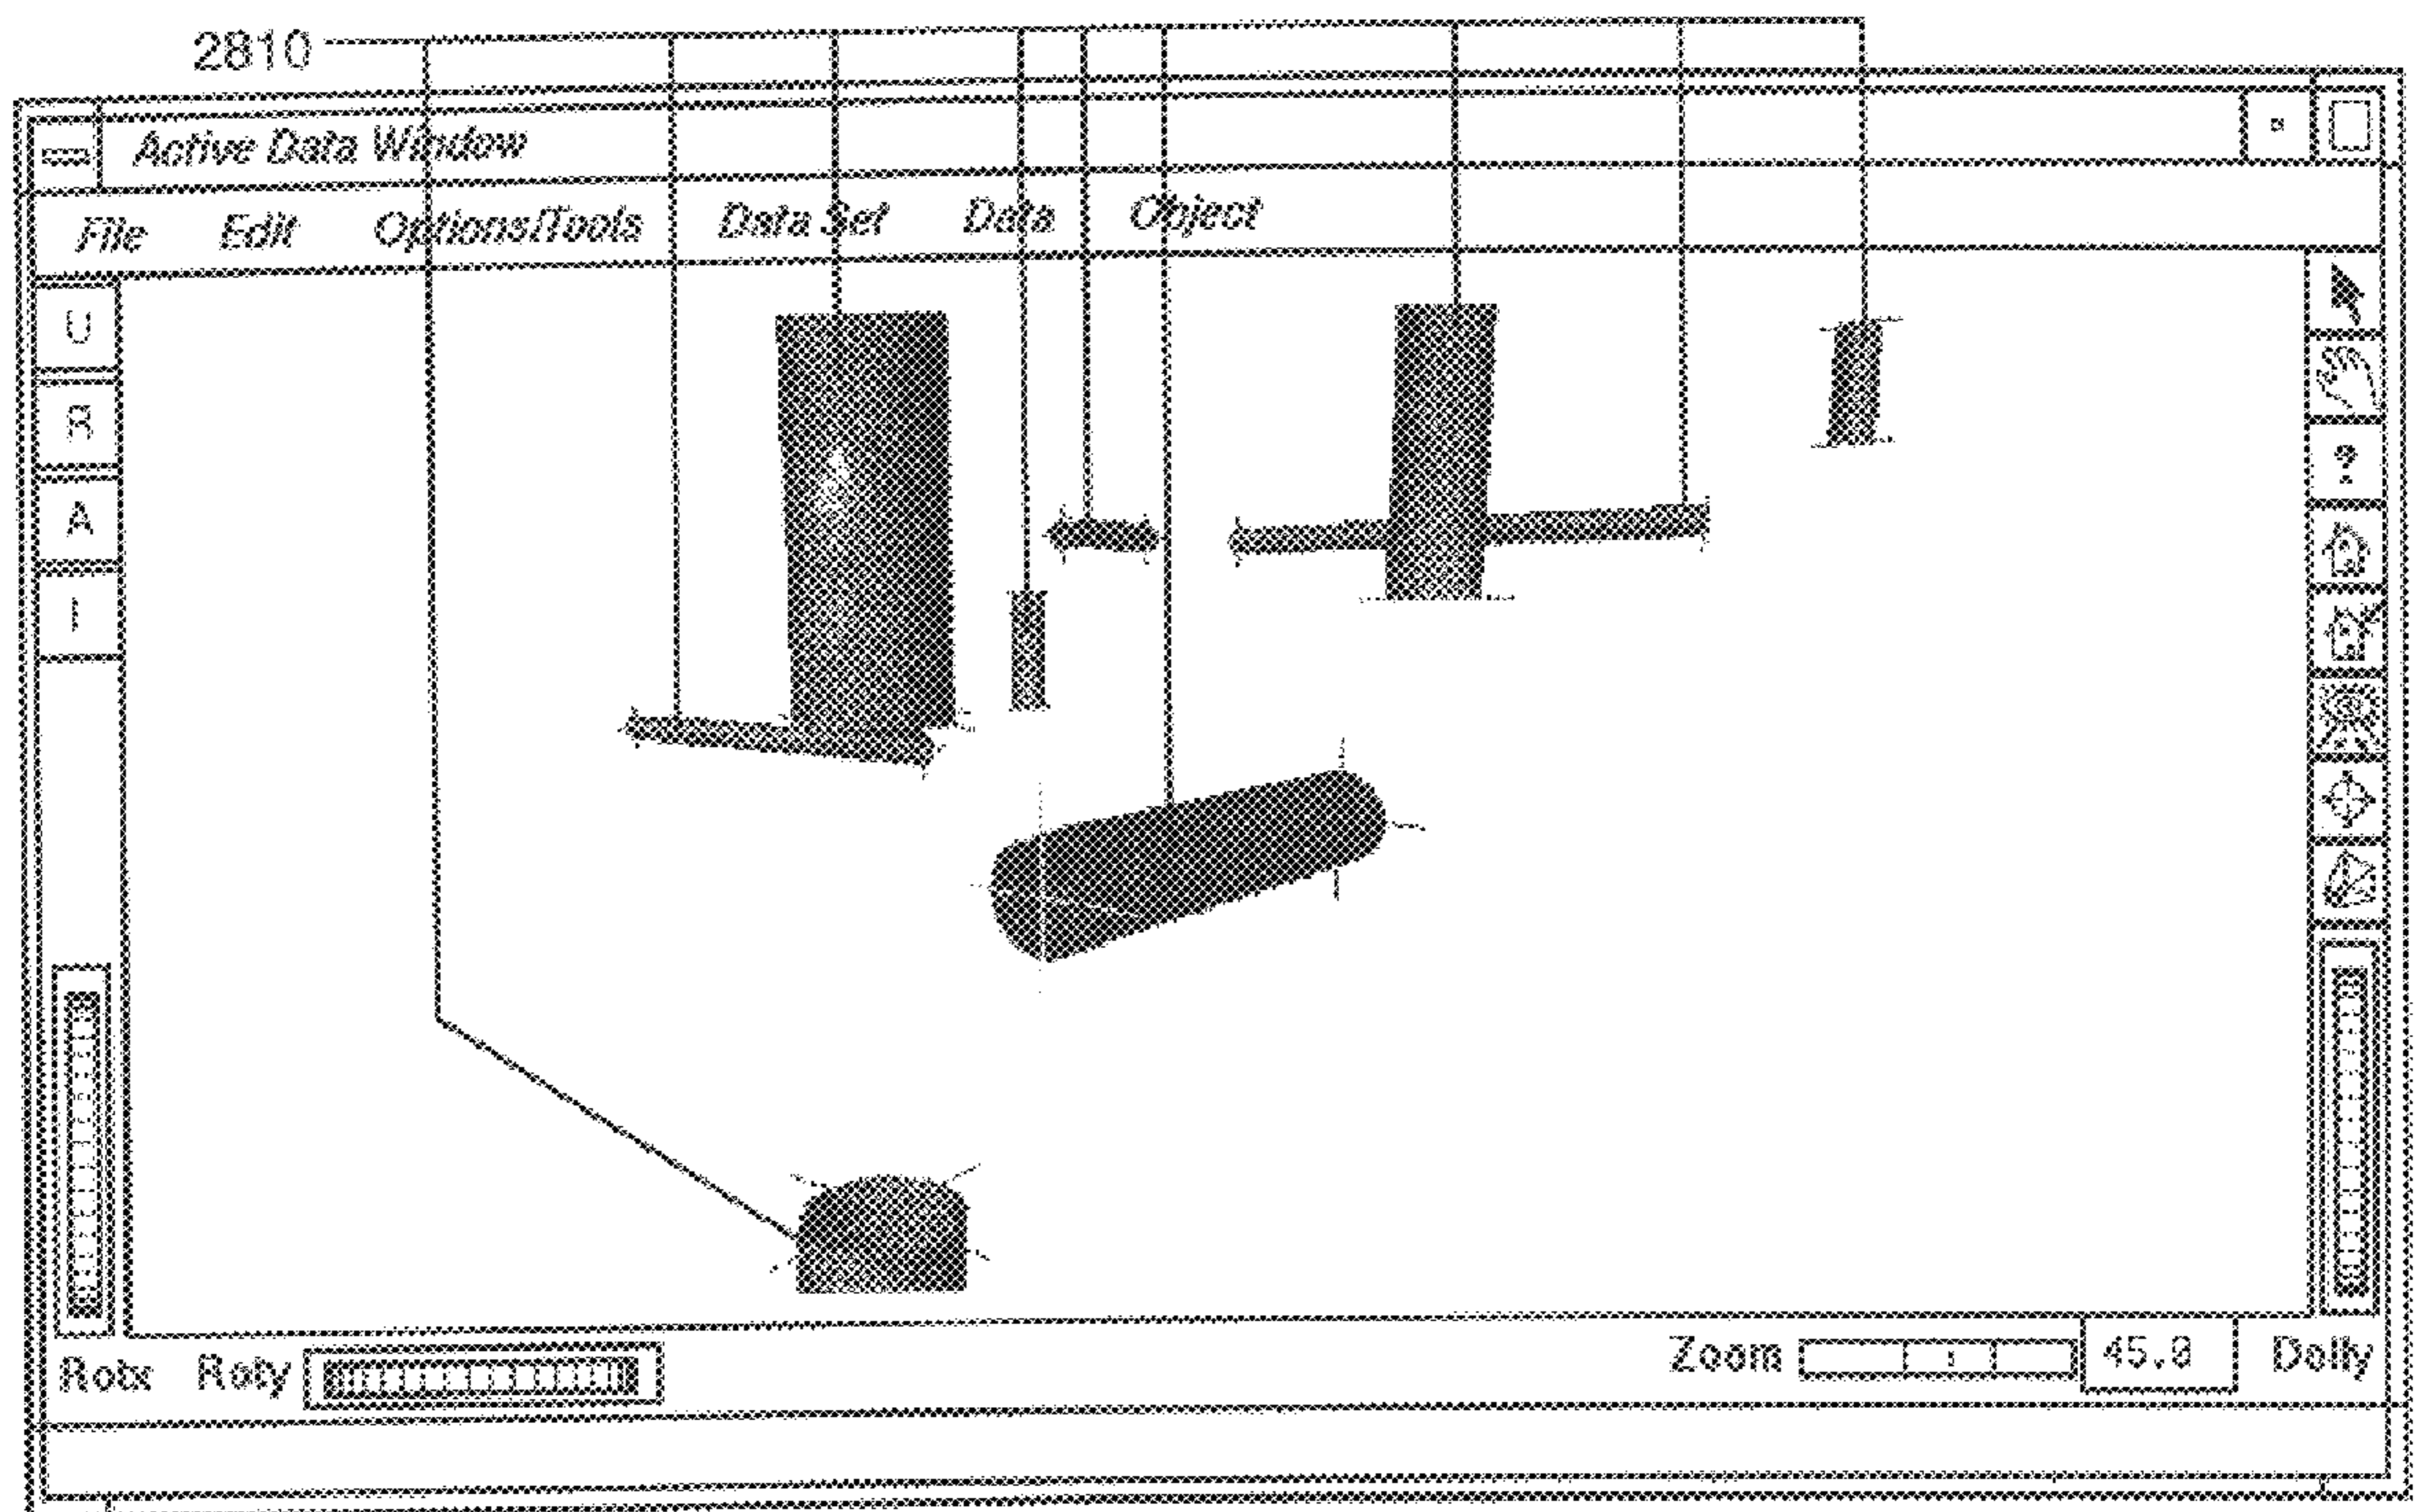 2810
Active Data Window
File Edit Options/Tools Data Set Data Object
U
R
A
I
?
Rotx Roty Zoom 45.0 Dolly